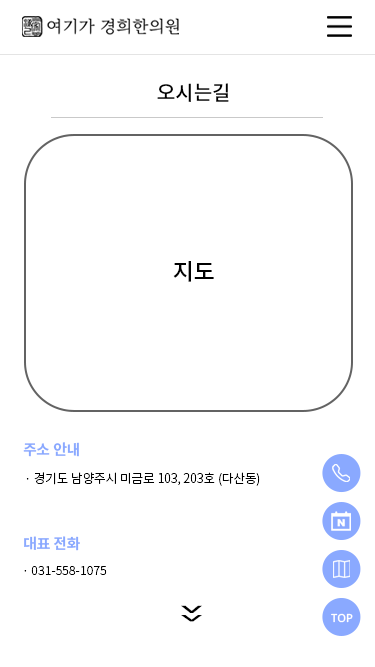 여기가 경희한의원
오시는길
지도
주소 안내
· 경기도 남양주시 미금로 103, 203호 (다산동)
대표 전화
· 031-558-1075
N
TOP